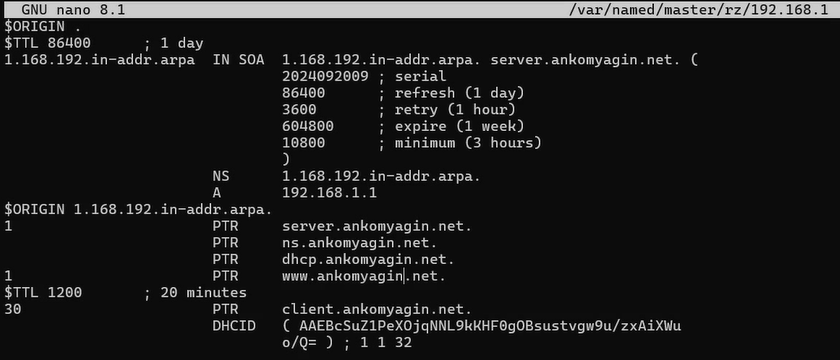 GNU nano 8.1 /var/named/master/rz/192.168.1
$ORIGIN .
$TTL 86400 ; 1 day
1.168.192.in-addr.arpa IN SOA 1.168.192.in-addr.arpa. server.ankomyagin.net. (
2024092009 ; serial
86400 ; refresh (1 day)
3600 ; retry (1 hour)
604800 ; expire (1 week)
10800 ; minimum (3 hours)
)
NS 1.168.192.in-addr.arpa.
A 192.168.1.1
$ORIGIN 1.168.192.in-addr.arpa.
1 PTR server.ankomyagin.net.
PTR ns.ankomyagin.net.
PTR dhcp.ankomyagin.net.
1 PTR www.ankomyagin.net.
$TTL 1200 ; 20 minutes
30 PTR client.ankomyagin.net.
DHCID ( AAEBcSuZ1PeXOjqNNL9kKHF0gOBsustvgw9u/zxAiXWu
o/Q= ) ; 1 1 32